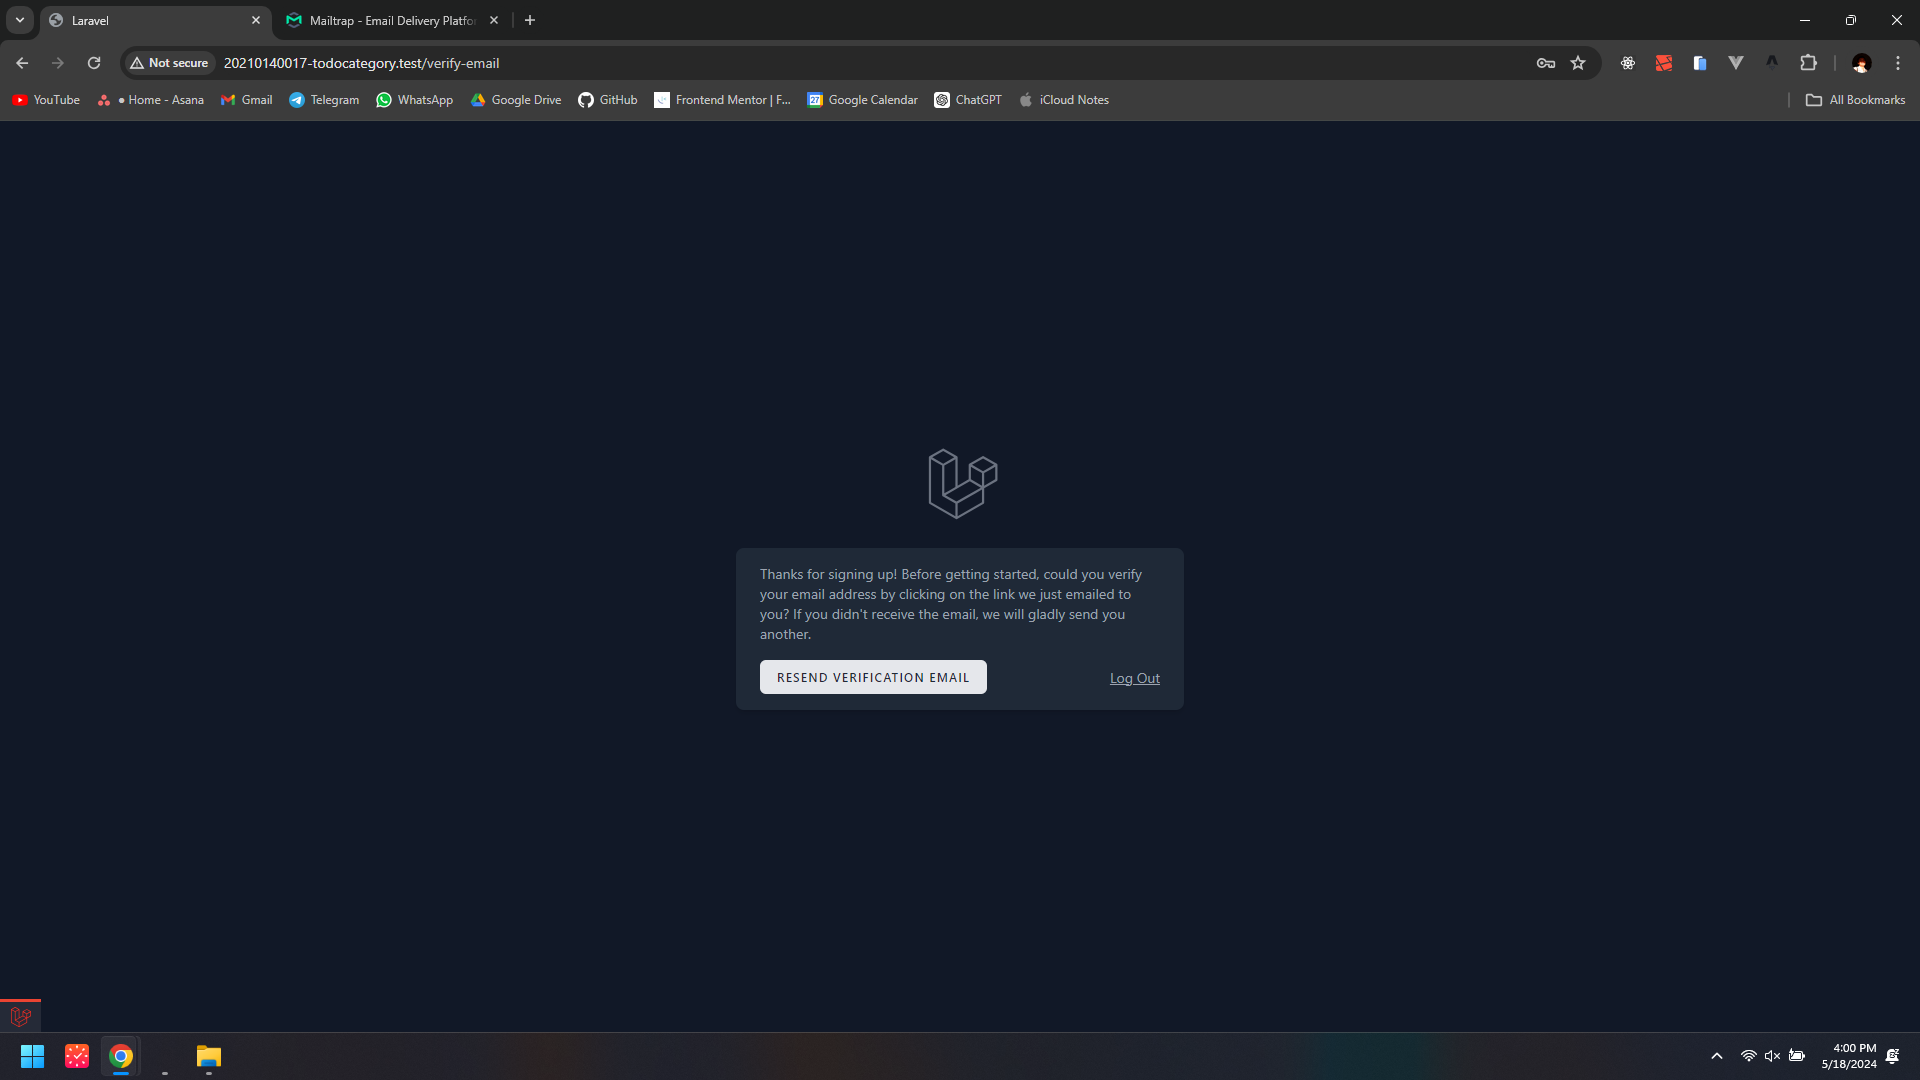 Laravel
Mailtrap - Email Delivery Platfo
Not secure
20210140017-todocategory.test/verify-email
YouTube
● Home - Asana
Gmail
Telegram
WhatsApp
Google Drive
GitHub
Frontend Mentor | F...
27
Google Calendar
ChatGPT
iCloud Notes
All Bookmarks
Thanks for signing up! Before getting started, could you verify
your email address by clicking on the link we just emailed to
you? If you didn't receive the email, we will gladly send you
another.
RESEND VERIFICATION EMAIL
Log Out
4:00 PM
5/18/2024